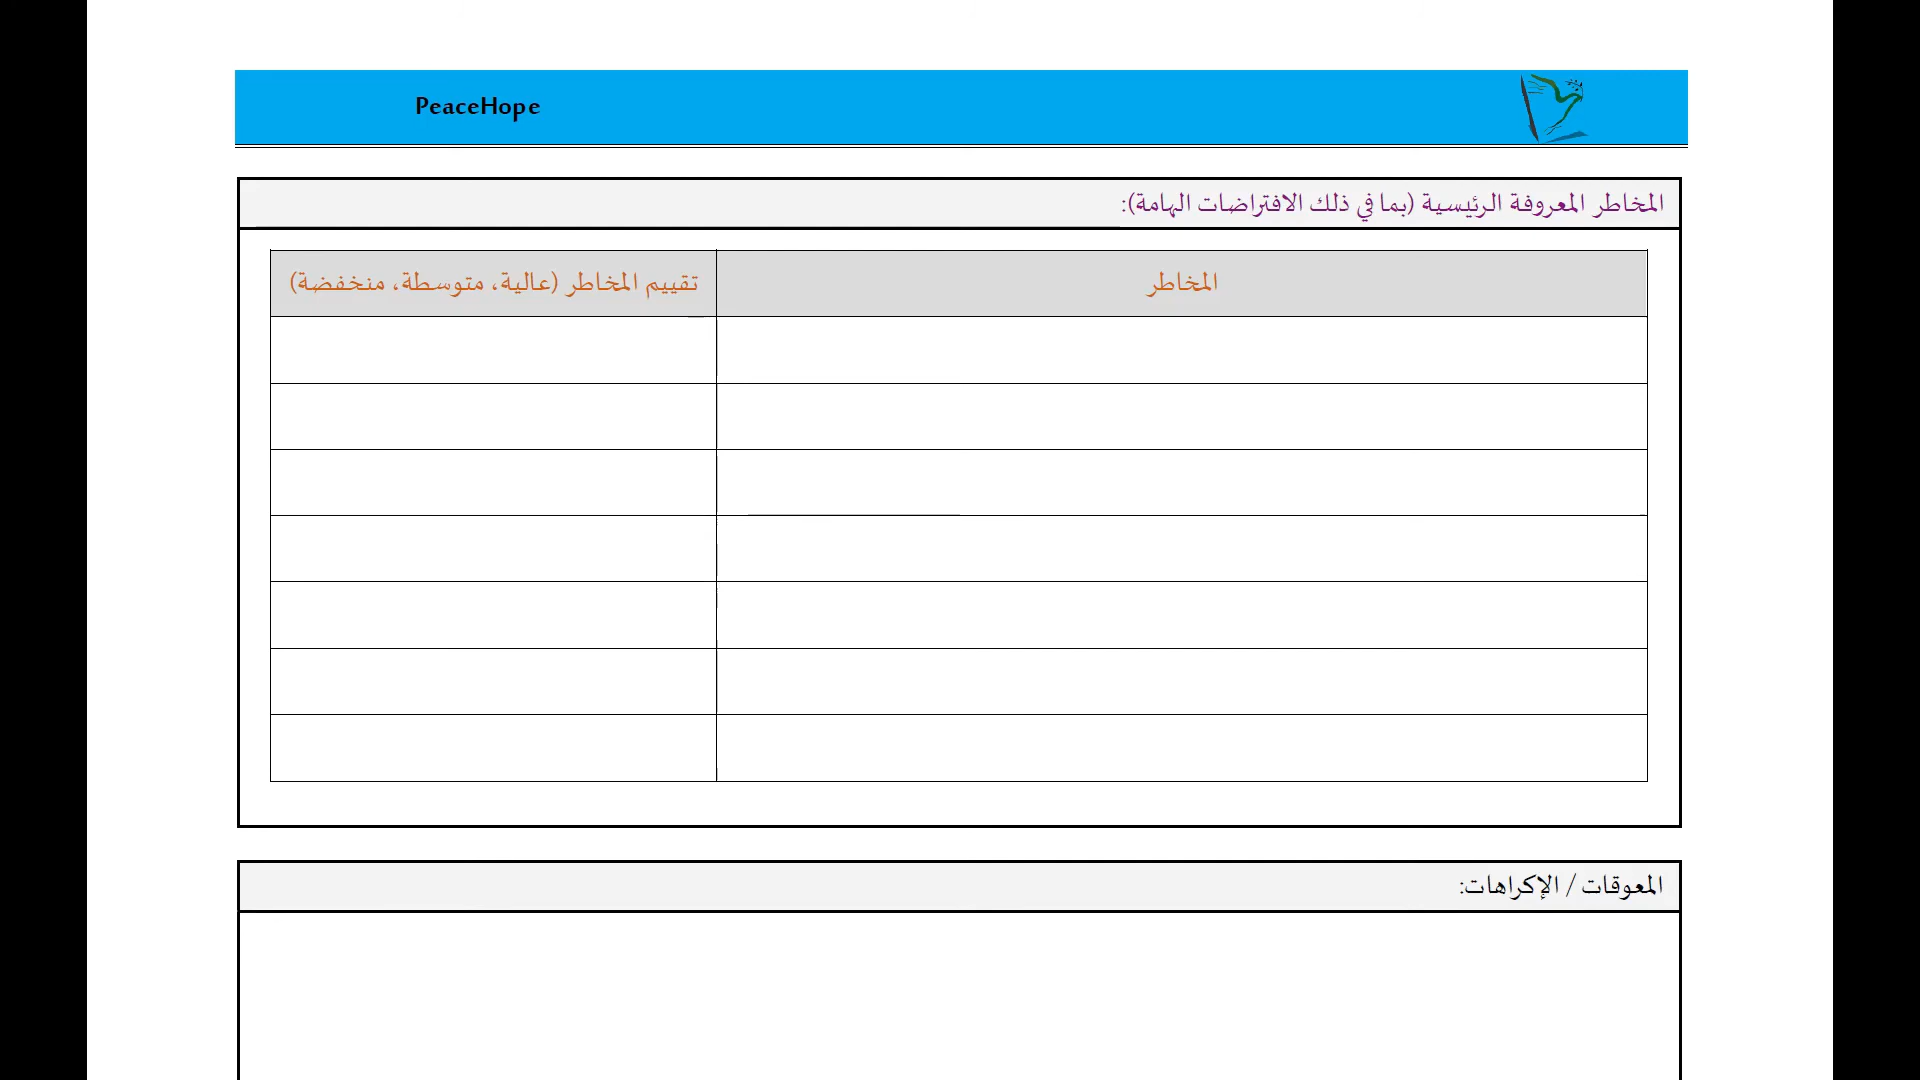 PeaceHope
المخاطر المعروفة الرئيسية (بما في ذلك الافتراضات الهامة):
المخاطر
تقييم المخاطر (عالية، متوسطة، منخفضة)
المعوقات / الإكراهات: